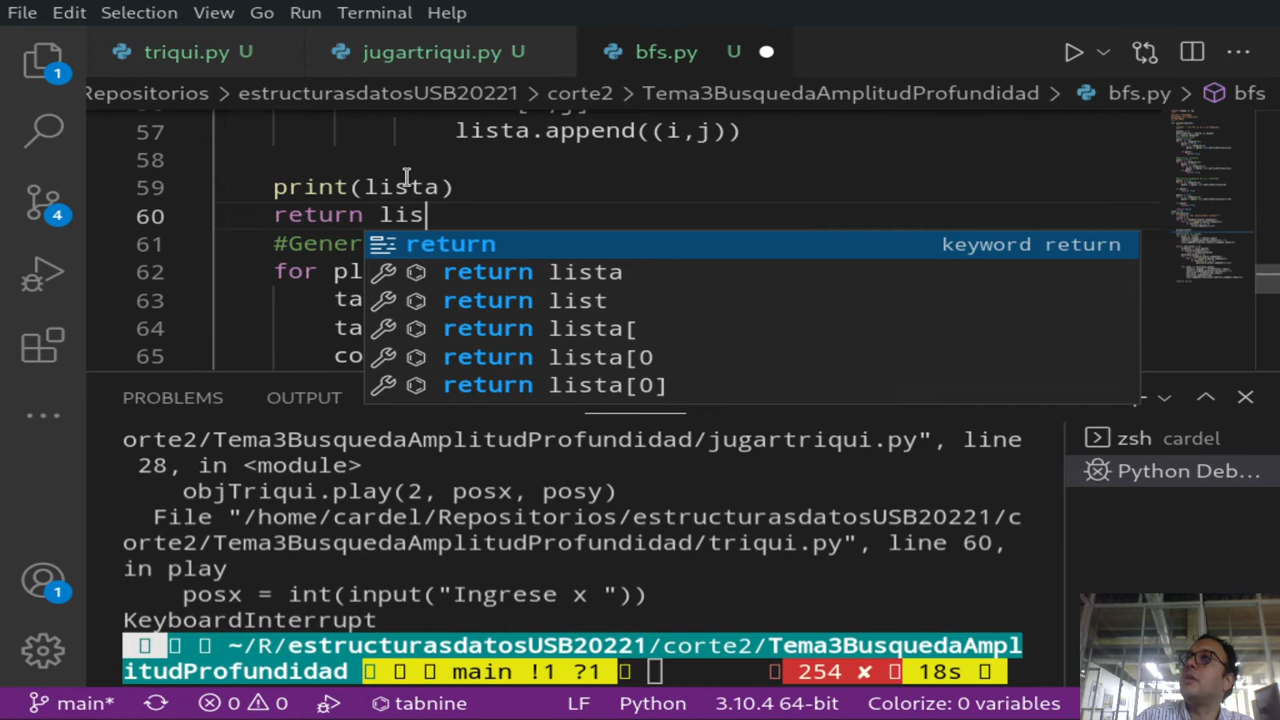 File Edit Selection View Go Run Terminal Help
triqui.py U jugartriqui.py U bfs.py U
Repositorios > estructurasdatosUSB20221 > corte2 > Tema3BusquedaAmplitudProfundidad > bfs.py > bfs
57 lista.append((i,j))
58
59 print(lista)
60 return lis
61 #Gener
62 for pl
63 ta
64 ta
65 co
return keyword return
return lista
return list
return lista[
return lista[0
return lista[0]
PROBLEMS OUTPUT
orte2/Tema3BusquedaAmplitudProfundidad/jugartriqui.py", line
28, in <module>
objTriqui.play(2, posx, posy)
File "/home/cardel/Repositorios/estructurasdatosUSB20221/c
orte2/Tema3BusquedaAmplitudProfundidad/triqui.py", line 60,
in play
posx = int(input("Ingrese x "))
KeyboardInterrupt
~/R/estructurasdatosUSB20221/corte2/Tema3BusquedaAmpl
itudProfundidad main !1 ?1 254 ✘ 18s
zsh cardel
Python Deb...
1
4
1
main* 0 0 tabnine LF Python 3.10.4 64-bit Colorize: 0 variables